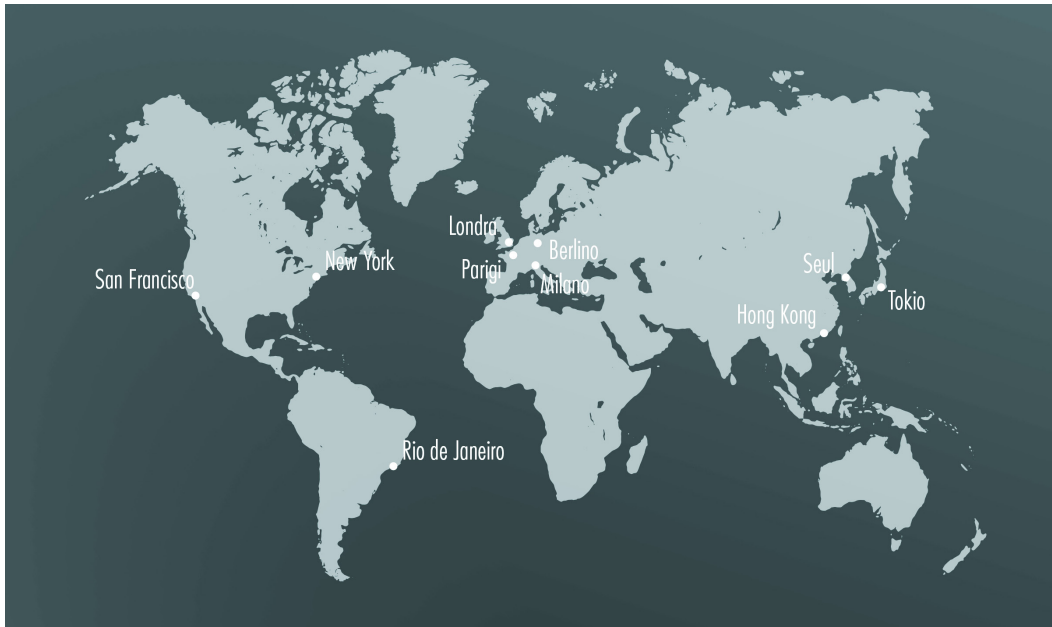 Londra
Berlino
New York
Parigi
Seul
San Francisco
Milano
Tokio
Hong Kong
Rio de Janeiro